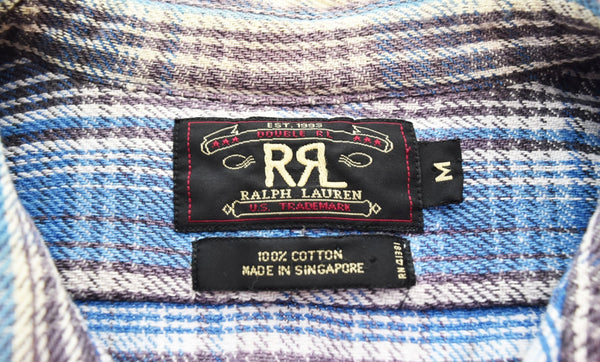 EST. 1993
DOUBLE RL
RRL
RALPH LAUREN
U.S. TRADEMARK
M
100% COTTON
MADE IN SINGAPORE
RN 41381